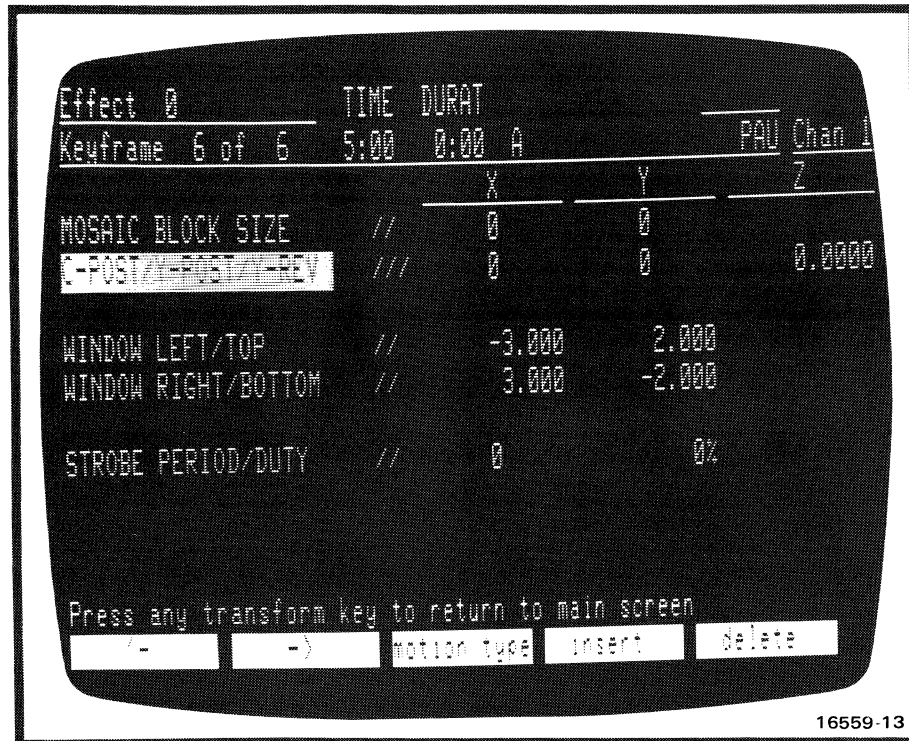 Effect 0 TIME DURAT
Keyframe 6 of 6 5:00 0:00 A PAU Chan 1
X Y Z
MOSAIC BLOCK SIZE // 0 0
/// 0 0 0.0000
WINDOW LEFT/TOP // -3.000 2.000
WINDOW RIGHT/BOTTOM // 3.000 -2.000
STROBE PERIOD/DUTY // 0 0%
Press any transform key to return to main screen
<- -> motion type insert delete
16559-13